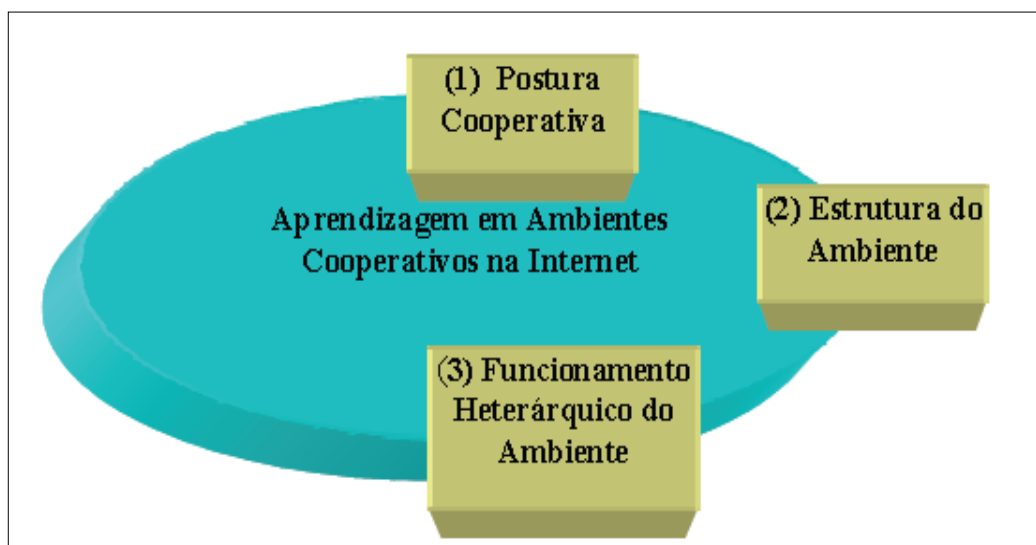 (1) Postura
Cooperativa
Aprendizagem em Ambientes
Cooperativos na Internet
(2) Estrutura do
Ambiente
(3) Funcionamento
Heterárquico do
Ambiente